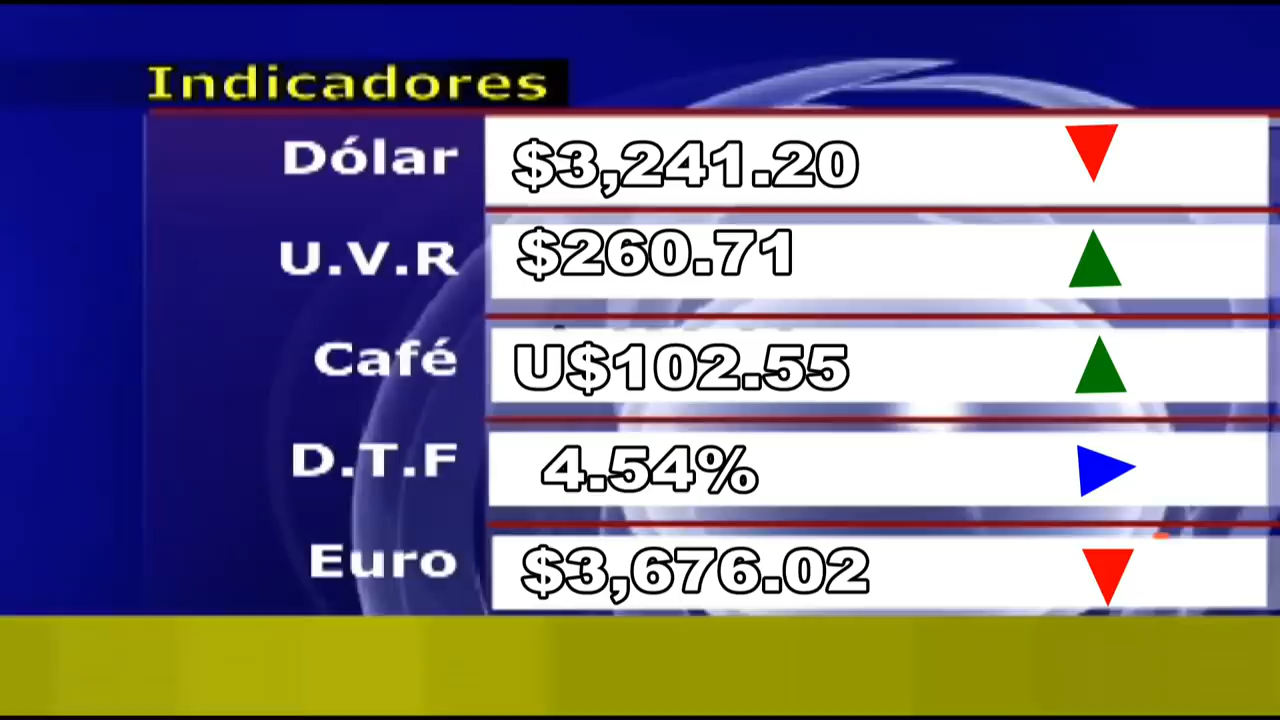 Indicadores
Dólar $3,241.20
U.V.R $260.71
Café U$102.55
D.T.F 4.54%
Euro $3,676.02